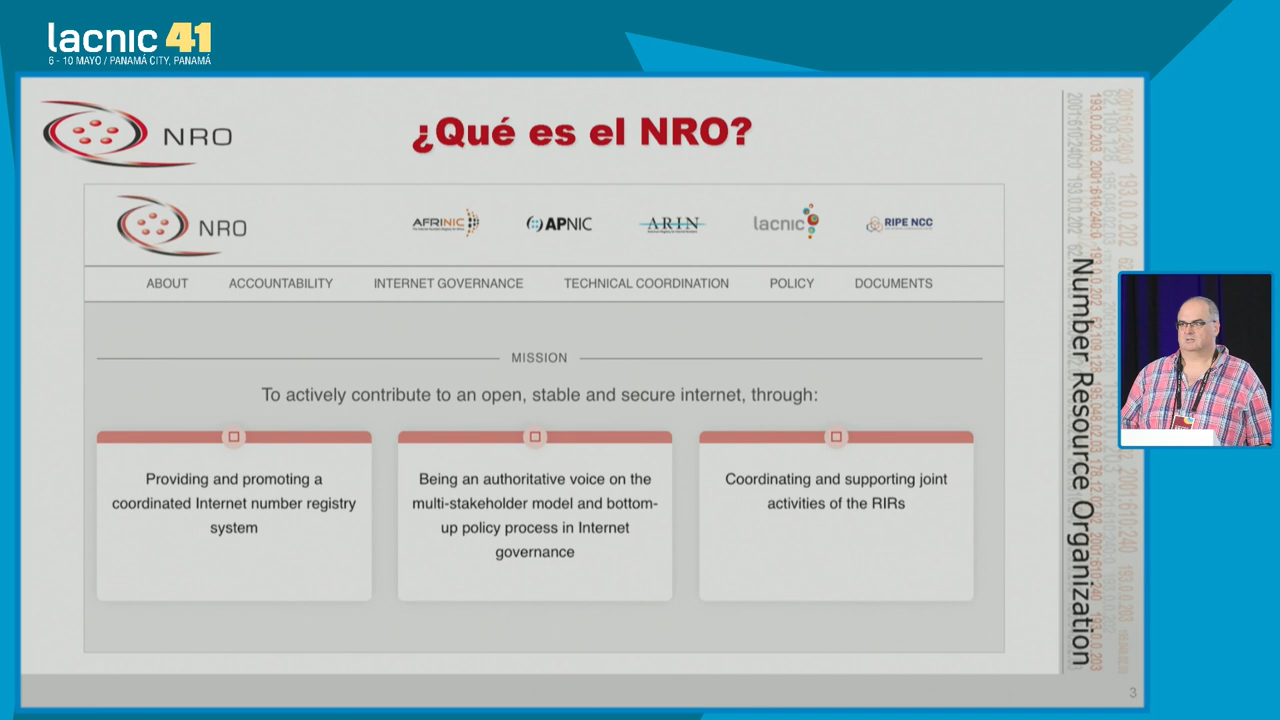 lacnic 41
6 - 10 MAYO / PANAMÁ CITY, PANAMÁ
NRO
¿Qué es el NRO?
NRO
AFRINIC
APNIC
ARIN
lacnic
RIPE NCC
ABOUT ACCOUNTABILITY INTERNET GOVERNANCE TECHNICAL COORDINATION POLICY DOCUMENTS
MISSION
To actively contribute to an open, stable and secure internet, through:
Providing and promoting a
coordinated Internet number registry
system
Being an authoritative voice on the
multi-stakeholder model and bottom-
up policy process in Internet
governance
Coordinating and supporting joint
activities of the RIRs
Number Resource Organization
3